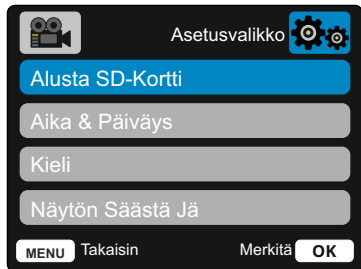 Asetusvalikko
Alusta SD-Kortti
Aika & Päiväys
Kieli
Näytön Säästä Jä
MENU Takaisin Merkitä OK